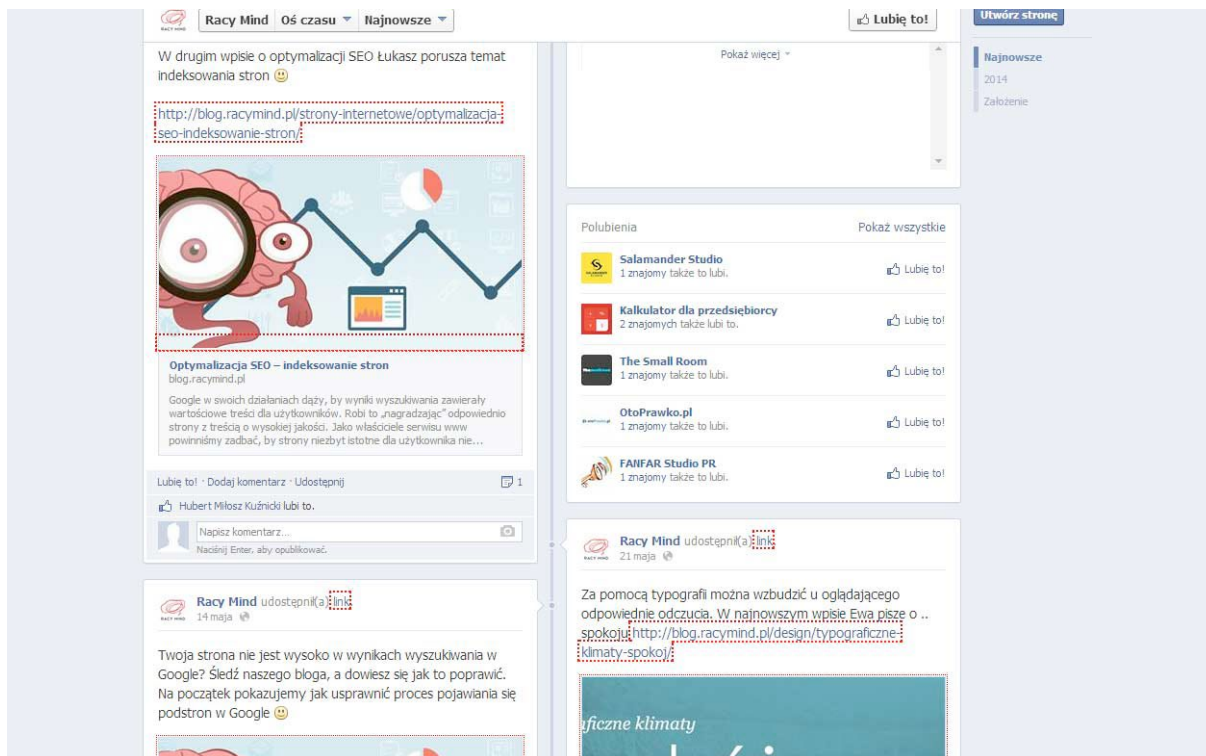 Racy Mind Oś czasu Najnowsze
Lubię to!
Utwórz stronę
Najnowsze
2014
Założenie
W drugim wpisie o optymalizacji SEO Łukasz porusza temat
indeksowania stron
http://blog.racymind.pl/strony-internetowe/optymalizacja-
seo-indeksowanie-stron/
Optymalizacja SEO – indeksowanie stron
blog.racymind.pl
Google w swoich działaniach dąży, by wyniki wyszukiwania zawierały
wartościowe treści dla użytkowników. Robi to „nagradzając" odpowiednio
strony z treścią o wysokiej jakości. Jako właściciele serwisu www
powinniśmy zadbać, by strony niezbyt istotne dla użytkownika nie...
Lubię to! · Dodaj komentarz · Udostępnij 1
Hubert Miłosz Kuźnicki lubi to.
Napisz komentarz...
Naciśnij Enter, aby opublikować.
RACY MIND
Racy Mind udostępnił(a) link.
14 maja
Twoja strona nie jest wysoko w wynikach wyszukiwania w
Google? Śledź naszego bloga, a dowiesz się jak to poprawić.
Na początek pokazujemy jak usprawnić proces pojawiania się
podstron w Google
Pokaż więcej
Polubienia Pokaż wszystkie
Salamander Studio
1 znajomy także to lubi.
Lubię to!
Kalkulator dla przedsiębiorcy
2 znajomych także lubi to.
Lubię to!
The Small Room
1 znajomy także to lubi.
Lubię to!
OtoPrawko.pl
1 znajomy także to lubi.
Lubię to!
FANFAR Studio PR
1 znajomy także to lubi.
Lubię to!
RACY MIND
Racy Mind udostępnił(a) link.
21 maja
Za pomocą typografii można wzbudzić u oglądającego
odpowiednie odczucia. W najnowszym wpisie Ewa pisze o ..
spokoju http://blog.racymind.pl/design/typograficzne-
klimaty-spokoj/
ficzne klimaty